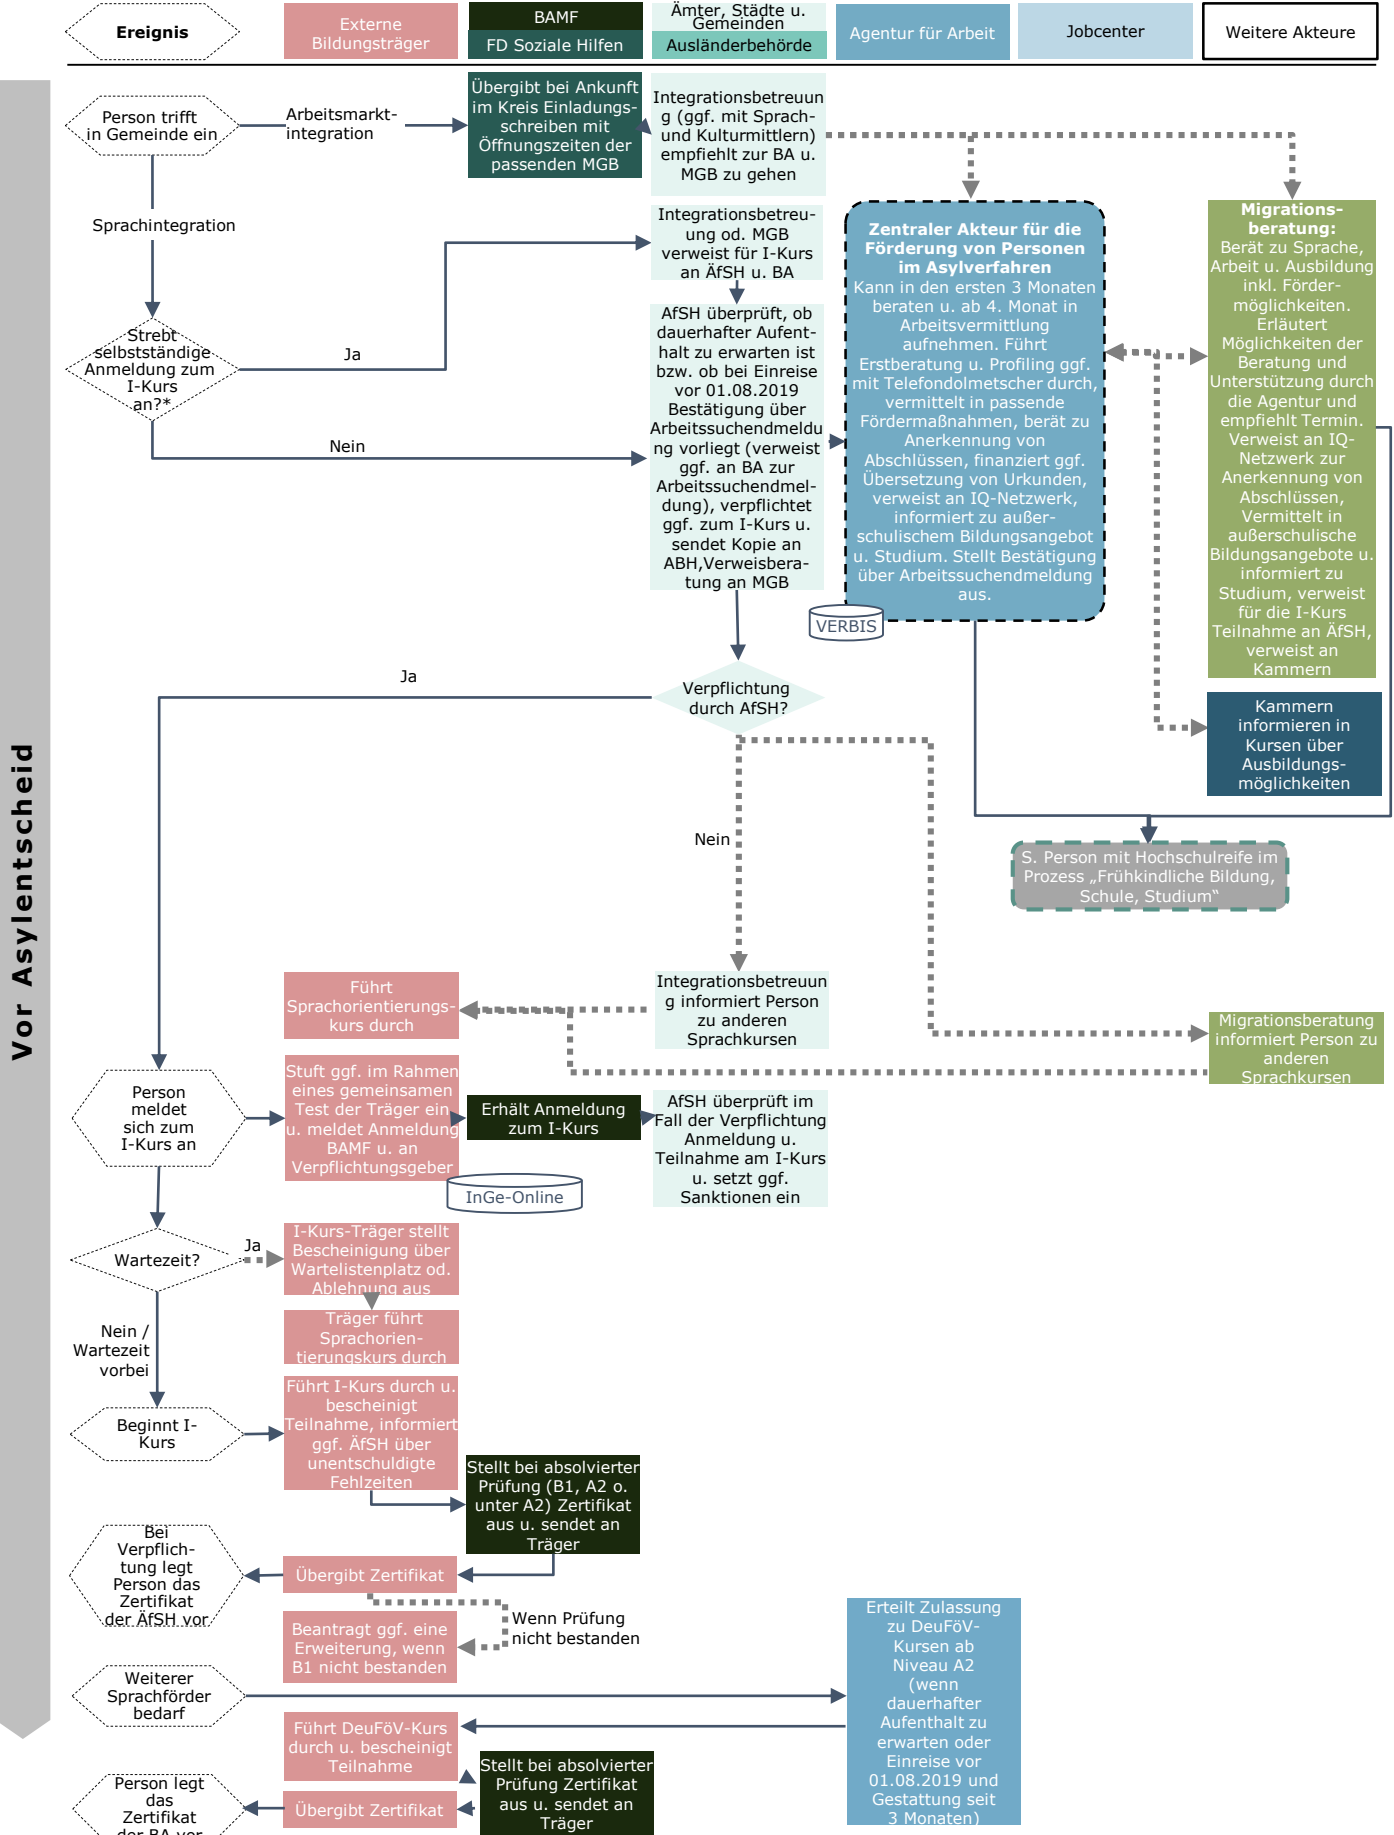 Ereignis
Externe
Bildungsträger
BAMF
FD Soziale Hilfen
Ämter, Städte u.
Gemeinden
Ausländerbehörde
Agentur für Arbeit
Jobcenter
Weitere Akteure
Vor Asylentscheid
Person trifft
in Gemeinde ein
Arbeitsmarkt-
integration
Übergibt bei Ankunft
im Kreis Einladungs-
schreiben mit
Öffnungszeiten der
passenden MGB
Integrationsbetreuun
g (ggf. mit Sprach-
und Kulturmittlern)
empfiehlt zur BA u.
MGB zu gehen
Sprachintegration
Integrationsbetreu-
ung od. MGB
verweist für I-Kurs
an ÄfSH u. BA
Zentraler Akteur für die
Förderung von Personen
im Asylverfahren
Kann in den ersten 3 Monaten
beraten u. ab 4. Monat in
Arbeitsvermittlung
aufnehmen. Führt
Erstberatung u. Profiling ggf.
mit Telefondolmetscher durch,
vermittelt in passende
Fördermaßnahmen, berät zu
Anerkennung von
Abschlüssen, finanziert ggf.
Übersetzung von Urkunden,
verweist an IQ-Netzwerk,
informiert zu außer-
schulischem Bildungsangebot
u. Studium. Stellt Bestätigung
über Arbeitssuchendmeldung
aus.
VERBIS
Migrations-
beratung:
Berät zu Sprache,
Arbeit u. Ausbildung
inkl. Förder-
möglichkeiten.
Erläutert
Möglichkeiten der
Beratung und
Unterstützung durch
die Agentur und
empfiehlt Termin.
Verweist an IQ-
Netzwerk zur
Anerkennung von
Abschlüssen,
Vermittelt in
außerschulische
Bildungsangebote u.
informiert zu
Studium, verweist
für die I-Kurs
Teilnahme an ÄfSH,
verweist an
Kammern
Strebt
selbstständige
Anmeldung zum
I-Kurs
an?*
Ja
Nein
AfSH überprüft, ob
dauerhafter Aufent-
halt zu erwarten ist
bzw. ob bei Einreise
vor 01.08.2019
Bestätigung über
Arbeitssuchendmeldu
ng vorliegt (verweist
ggf. an BA zur
Arbeitssuchendmel-
dung), verpflichtet
ggf. zum I-Kurs u.
sendet Kopie an
ABH,Verweisbera-
tung an MGB
Ja
Verpflichtung
durch AfSH?
Kammern
informieren in
Kursen über
Ausbildungs-
möglichkeiten
Nein
S. Person mit Hochschulreife im
Prozess „Frühkindliche Bildung,
Schule, Studium“
Führt
Sprachorientierungs-
kurs durch
Integrationsbetreuun
g informiert Person
zu anderen
Sprachkursen
Migrationsberatung
informiert Person zu
anderen
Sprachkursen
Person
meldet
sich zum
I-Kurs an
Stuft ggf. im Rahmen
eines gemeinsamen
Test der Träger ein
u. meldet Anmeldung
BAMF u. an
Verpflichtungsgeber
Erhält Anmeldung
zum I-Kurs
InGe-Online
AfSH überprüft im
Fall der Verpflichtung
Anmeldung u.
Teilnahme am I-Kurs
u. setzt ggf.
Sanktionen ein
Wartezeit?
Ja
I-Kurs-Träger stellt
Bescheinigung über
Wartelistenplatz od.
Ablehnung aus
Träger führt
Sprachorien-
tierungskurs durch
Nein /
Wartezeit
vorbei
Beginnt I-
Kurs
Führt I-Kurs durch u.
bescheinigt
Teilnahme, informiert
ggf. ÄfSH über
unentschuldigte
Fehlzeiten
Stellt bei absolvierter
Prüfung (B1, A2 o.
unter A2) Zertifikat
aus u. sendet an
Träger
Bei
Verpflich-
tung legt
Person das
Zertifikat
der ÄfSH vor
Übergibt Zertifikat
Wenn Prüfung
nicht bestanden
Beantragt ggf. eine
Erweiterung, wenn
B1 nicht bestanden
Weiterer
Sprachförder
bedarf
Erteilt Zulassung
zu DeuFöV-
Kursen ab
Niveau A2
(wenn
dauerhafter
Aufenthalt zu
erwarten oder
Einreise vor
01.08.2019 und
Gestattung seit
3 Monaten)
Führt DeuFöV-Kurs
durch u. bescheinigt
Teilnahme
Stellt bei absolvierter
Prüfung Zertifikat
aus u. sendet an
Träger
Person legt
das
Zertifikat
der BA vor
Übergibt Zertifikat